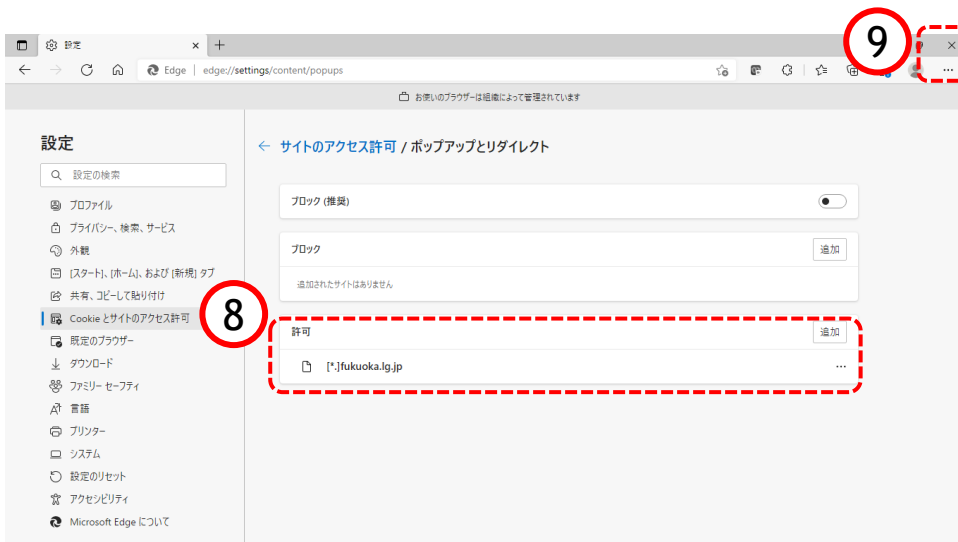 9
設定
Edge | edge://settings/content/popups
お使いのブラウザーは組織によって管理されています
設定
設定の検索
プロファイル
プライバシー、検索、サービス
外観
[スタート]、[ホーム]、および [新規] タブ
共有、コピーして貼り付け
Cookie とサイトのアクセス許可
既定のブラウザー
ダウンロード
ファミリー セーフティ
言語
プリンター
システム
設定のリセット
アクセシビリティ
Microsoft Edge について
サイトのアクセス許可 / ポップアップとリダイレクト
ブロック (推奨)
ブロック
追加
追加されたサイトはありません
8
許可
追加
[*.]fukuoka.lg.jp